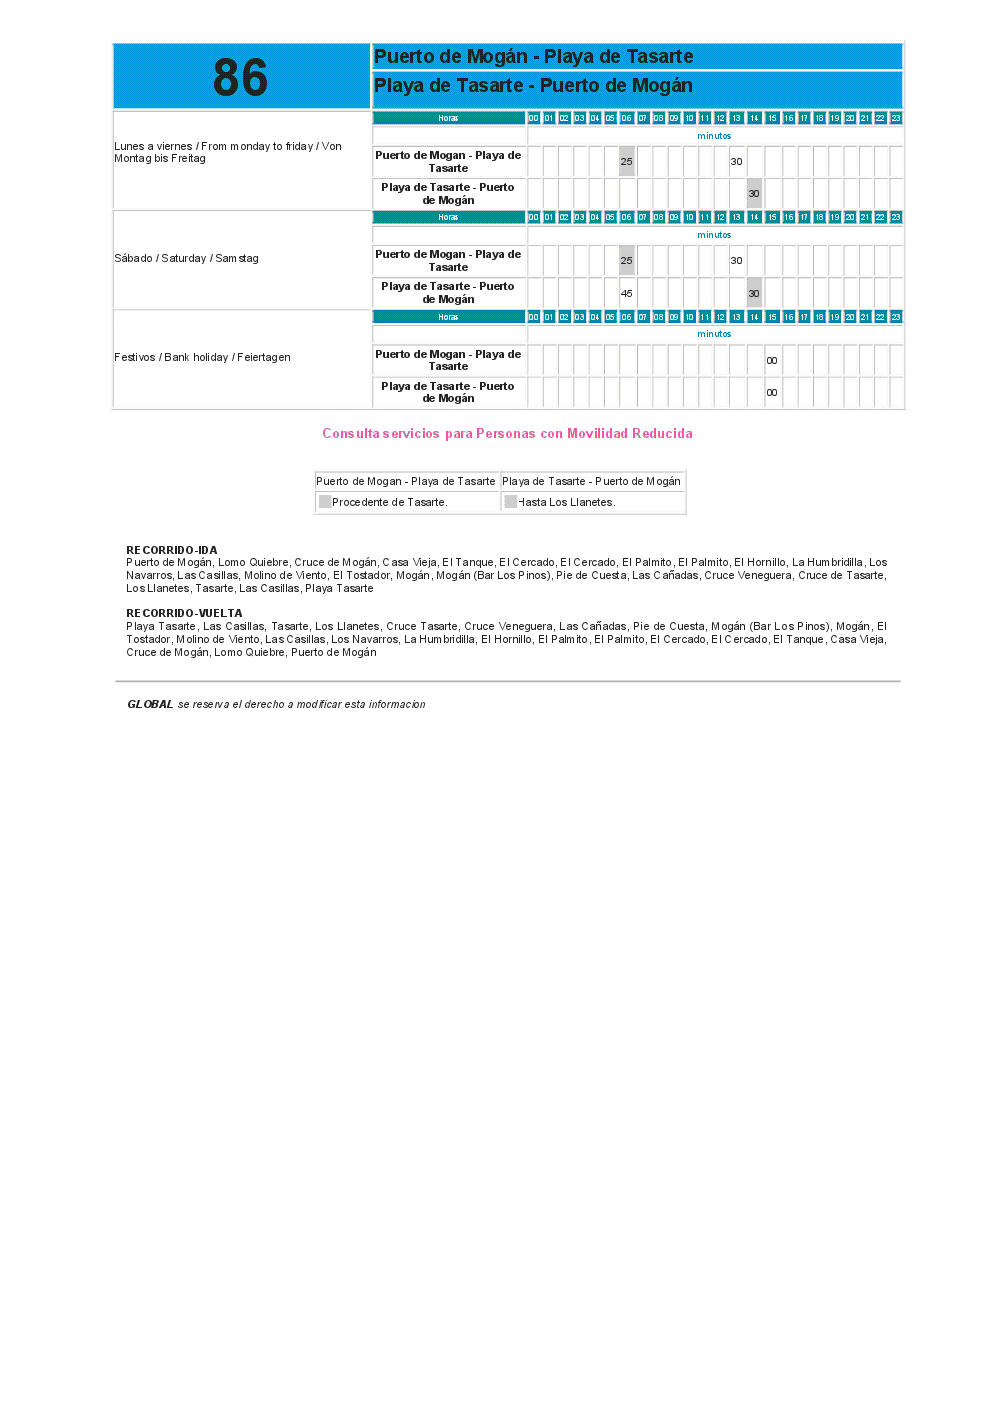 86
Puerto de Mogán - Playa de Tasarte
Playa de Tasarte - Puerto de Mogán
Lunes a viernes / From monday to friday / Von
Montag bis Freitag
Horas 00 01 02 03 04 05 06 07 08 09 10 11 12 13 14 15 16 17 18 19 20 21 22 23
minutos
Puerto de Mogan - Playa de
Tasarte
25 30
Playa de Tasarte - Puerto
de Mogán
30
Sábado / Saturday / Samstag
Horas 00 01 02 03 04 05 06 07 08 09 10 11 12 13 14 15 16 17 18 19 20 21 22 23
minutos
Puerto de Mogan - Playa de
Tasarte
25 30
Playa de Tasarte - Puerto
de Mogán
45 30
Festivos / Bank holiday / Feiertagen
Horas 00 01 02 03 04 05 06 07 08 09 10 11 12 13 14 15 16 17 18 19 20 21 22 23
minutos
Puerto de Mogan - Playa de
Tasarte
00
Playa de Tasarte - Puerto
de Mogán
00
Consulta servicios para Personas con Movilidad Reducida
Puerto de Mogan - Playa de Tasarte Playa de Tasarte - Puerto de Mogán
Procedente de Tasarte. Hasta Los Llanetes.
RECORRIDO-IDA
Puerto de Mogán, Lomo Quiebre, Cruce de Mogán, Casa Vieja, El Tanque, El Cercado, El Cercado, El Palmito, El Palmito, El Hornillo, La Humbridilla, Los
Navarros, Las Casillas, Molino de Viento, El Tostador, Mogán, Mogán (Bar Los Pinos), Pie de Cuesta, Las Cañadas, Cruce Veneguera, Cruce de Tasarte,
Los Llanetes, Tasarte, Las Casillas, Playa Tasarte
RECORRIDO-VUELTA
Playa Tasarte, Las Casillas, Tasarte, Los Llanetes, Cruce Tasarte, Cruce Veneguera, Las Cañadas, Pie de Cuesta, Mogán (Bar Los Pinos), Mogán, El
Tostador, Molino de Viento, Las Casillas, Los Navarros, La Humbridilla, El Hornillo, El Palmito, El Palmito, El Cercado, El Cercado, El Tanque, Casa Vieja,
Cruce de Mogán, Lomo Quiebre, Puerto de Mogán
GLOBAL se reserva el derecho a modificar esta informacion